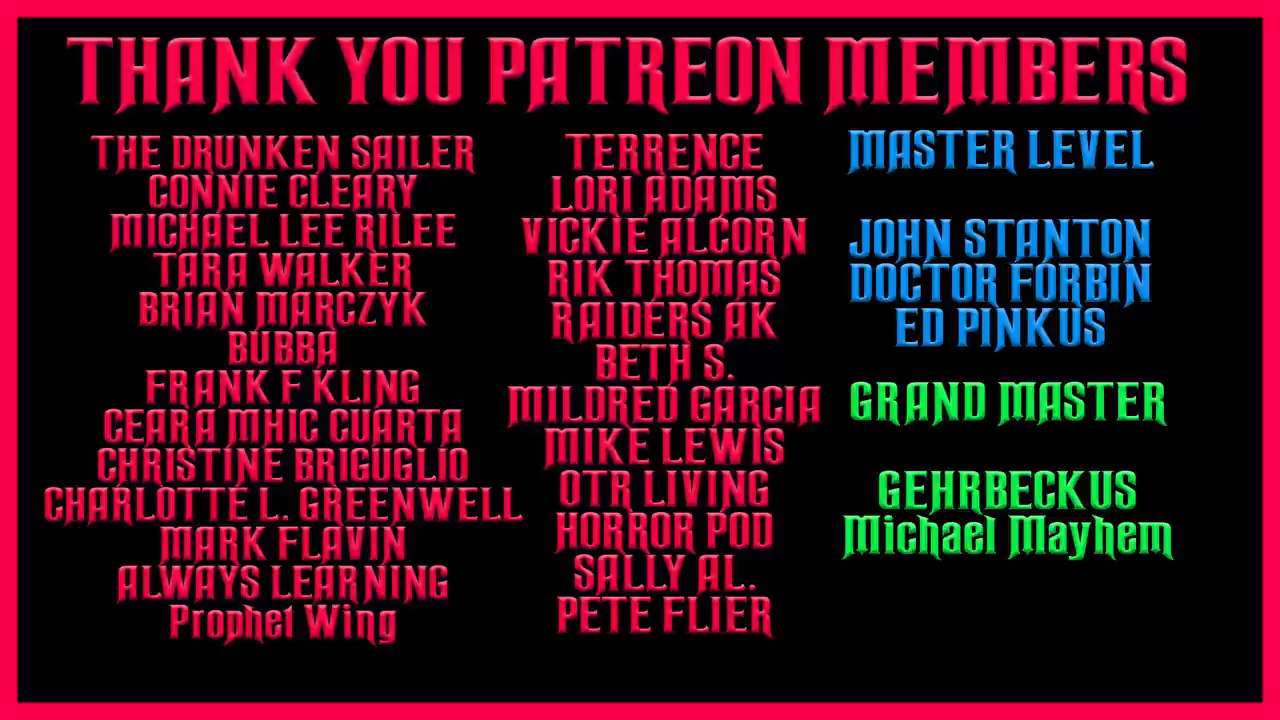 THANK YOU PATREON MEMBERS
THE DRUNKEN SAILER
CONNIE CLEARY
MICHAEL LEE RILEE
TARA WALKER
BRIAN MARCZYK
BUBBA
FRANK F KLING
CEARA MHIC CUARTA
CHRISTINE BRIGUGLIO
CHARLOTTE L. GREENWELL
MARK FLAVIN
ALWAYS LEARNING
Prophet Wing
TERRENCE
LORI ADAMS
VICKIE ALCORN
RIK THOMAS
RAIDERS AK
BETH S.
MILDRED GARCIA
MIKE LEWIS
OTR LIVING
HORROR POD
SALLY AL.
PETE FLIER
MASTER LEVEL
JOHN STANTON
DOCTOR FORBIN
ED PINKUS
GRAND MASTER
GEHRBECKUS
Michael Mayhem